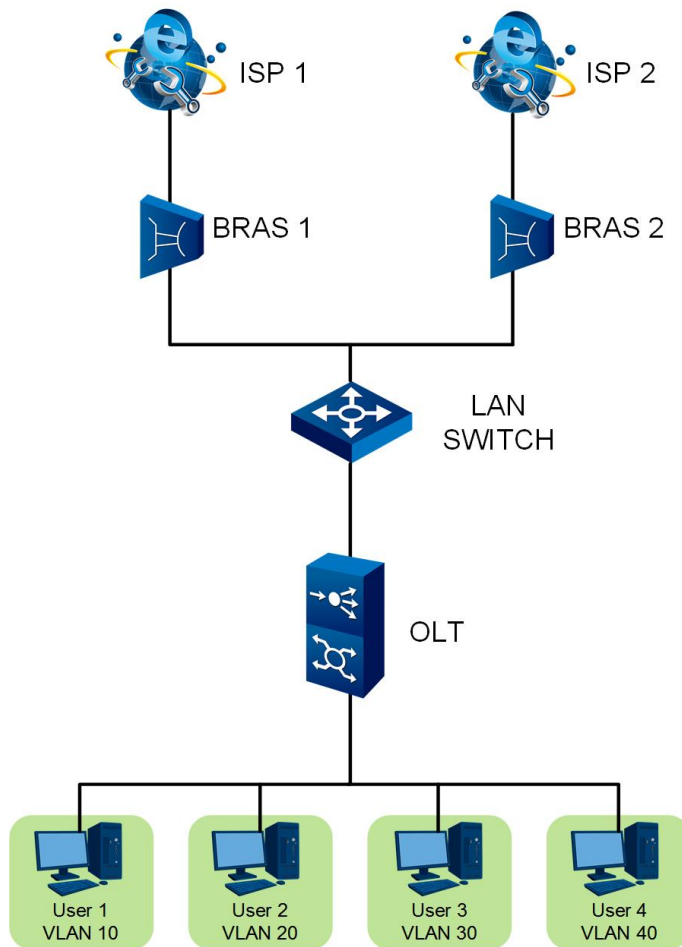 ISP 1
ISP 2
BRAS 1
BRAS 2
LAN
SWITCH
OLT
User 1
VLAN 10
User 2
VLAN 20
User 3
VLAN 30
User 4
VLAN 40